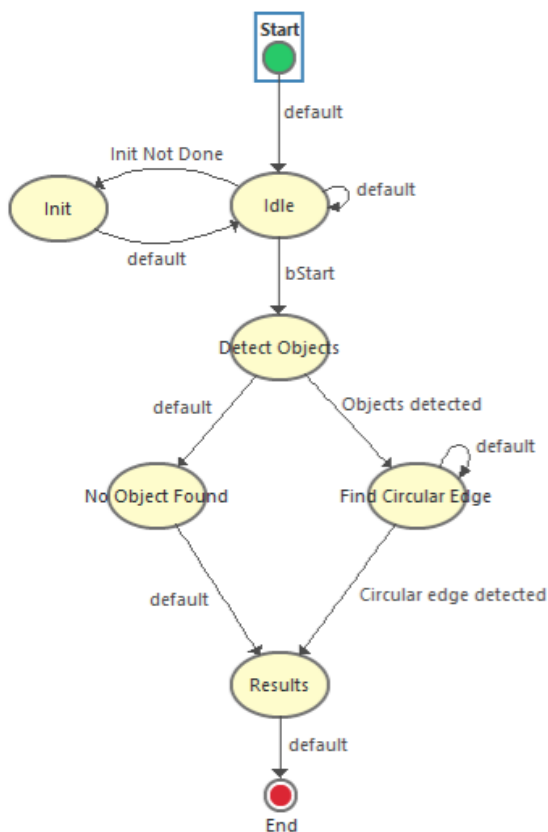 Start
default
Init Not Done
Init
Idle
default
default
bStart
Detect Objects
default
Objects detected
default
No Object Found
Find Circular Edge
default
Circular edge detected
Results
default
End